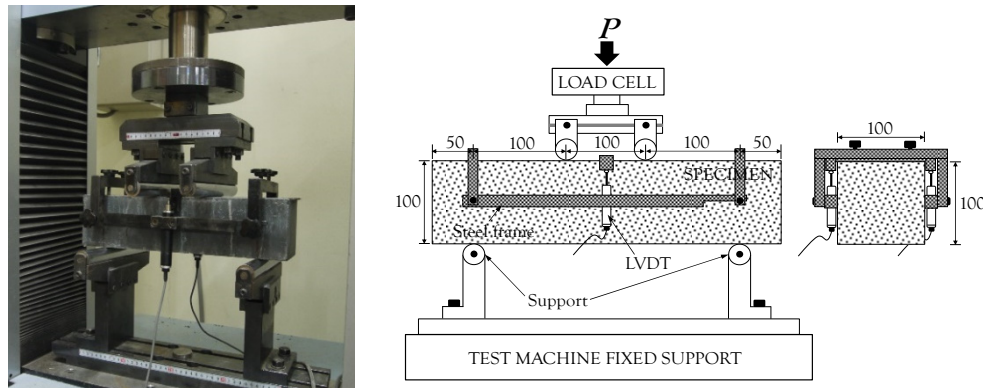 P
LOAD CELL
50 100 100 100 50
100
SPECIMEN
100
Steel frame
LVDT
Support
TEST MACHINE FIXED SUPPORT
100
100